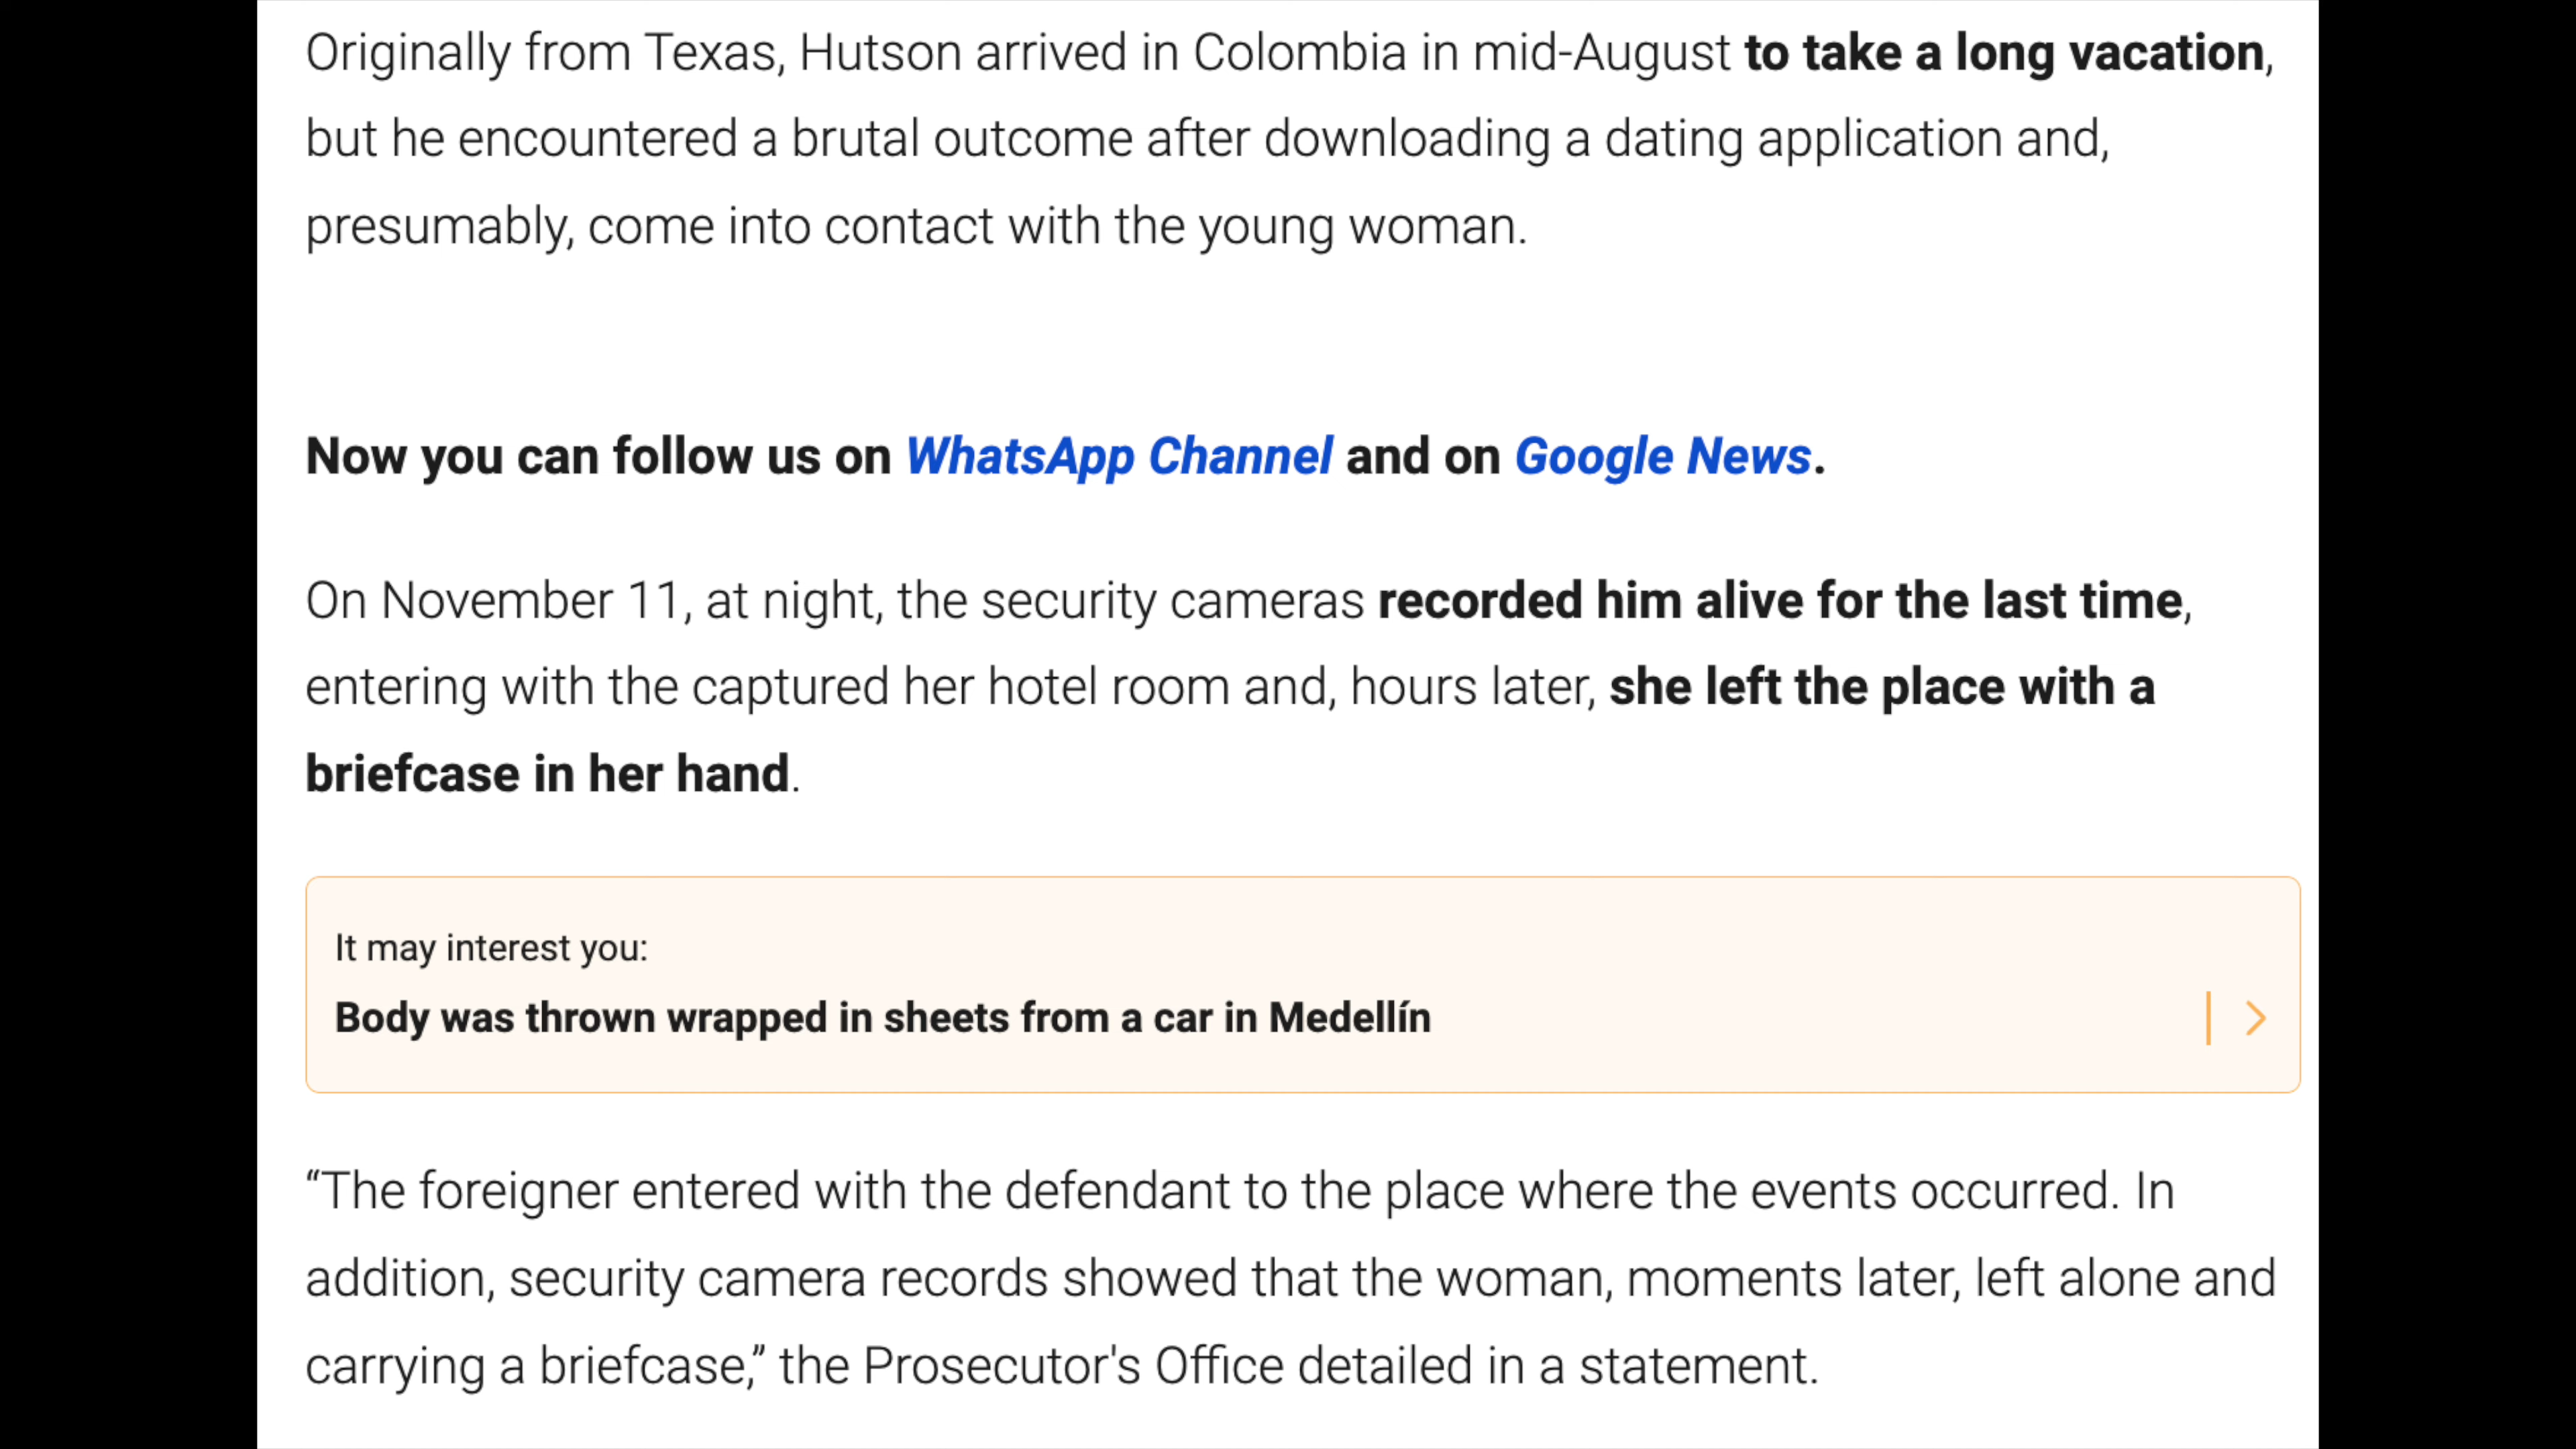 Originally from Texas, Hutson arrived in Colombia in mid-August to take a long vacation,
but he encountered a brutal outcome after downloading a dating application and,
presumably, come into contact with the young woman.
Now you can follow us on WhatsApp Channel and on Google News.
On November 11, at night, the security cameras recorded him alive for the last time,
entering with the captured her hotel room and, hours later, she left the place with a
briefcase in her hand.
It may interest you:
Body was thrown wrapped in sheets from a car in Medellín
“The foreigner entered with the defendant to the place where the events occurred. In
addition, security camera records showed that the woman, moments later, left alone and
carrying a briefcase,” the Prosecutor's Office detailed in a statement.